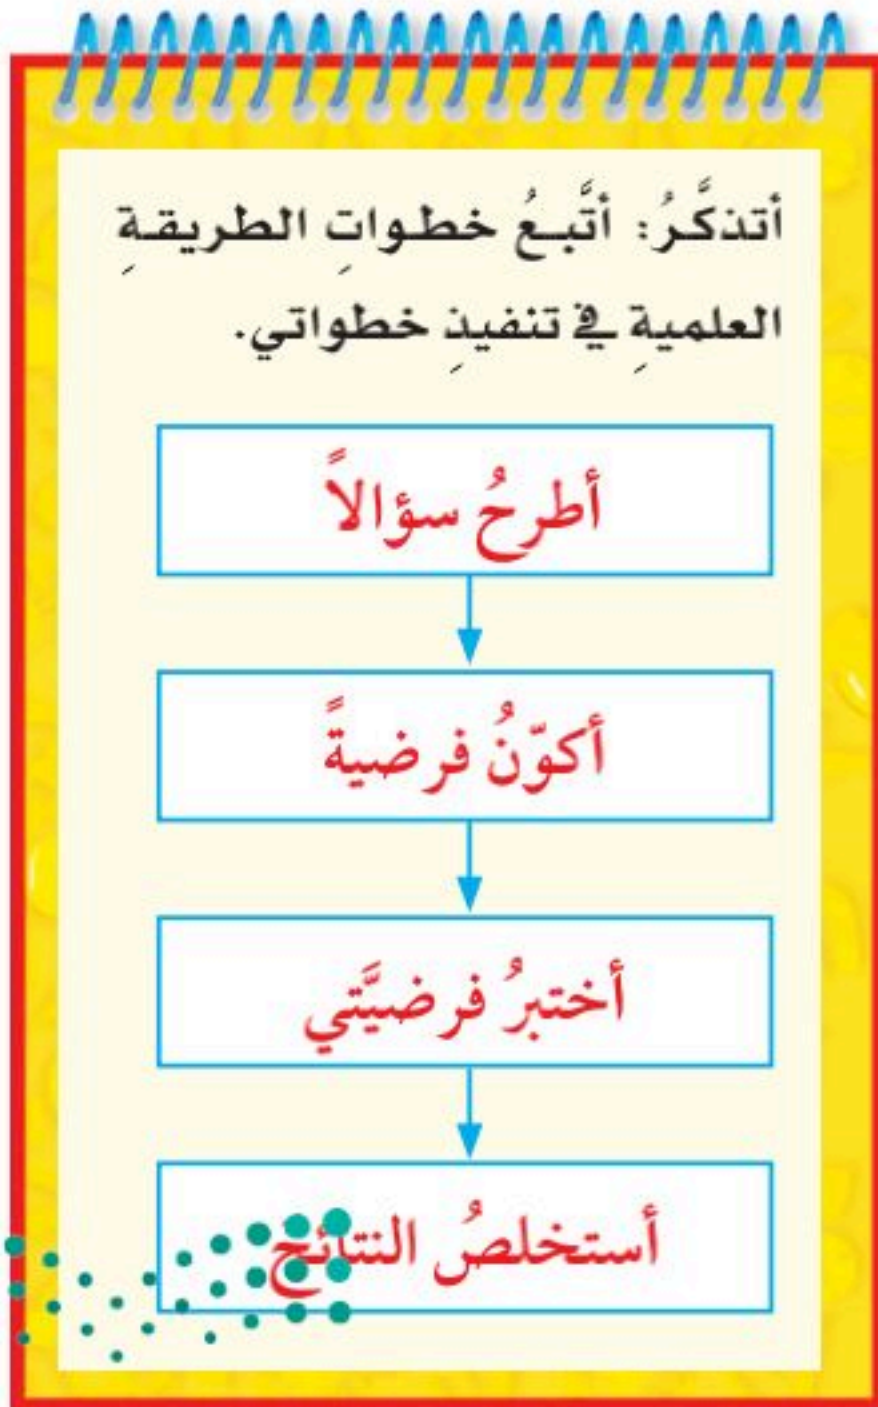 أتذكَّرُ: أتَّبعُ خطواتِ الطريقةِ
العلميةِ في تنفيذِ خطواتي.
أطرحُ سؤالاً
أكوّنُ فرضيةً
أختبرُ فرضيَّتي
أستخلصُ النتائج